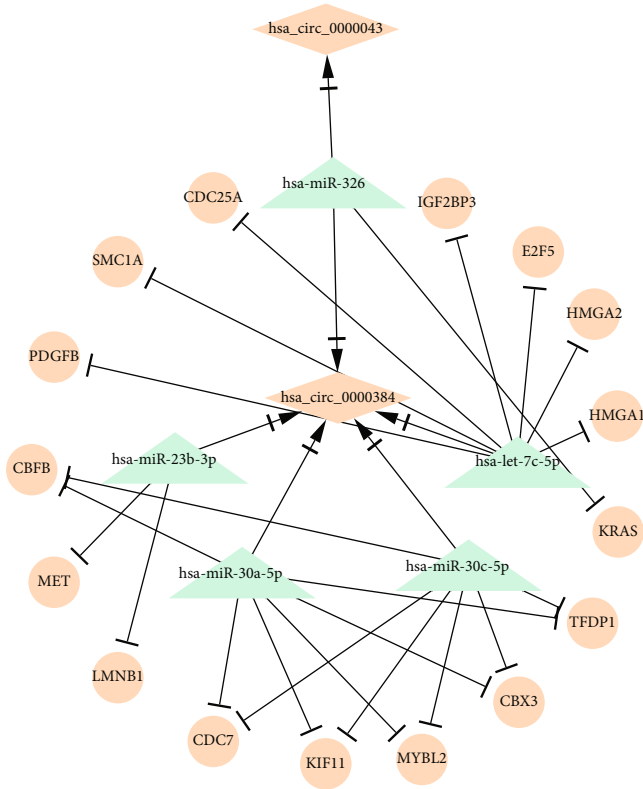 hsa_circ_0000043
hsa-miR-326
CDC25A
IGF2BP3
SMC1A
E2F5
HMGA2
PDGFB
hsa_circ_0000384
HMGA1
hsa-miR-23b-3p
hsa-let-7c-5p
CBFB
KRAS
MET
hsa-miR-30a-5p
hsa-miR-30c-5p
TFDP1
LMNB1
CBX3
CDC7
KIF11
MYBL2